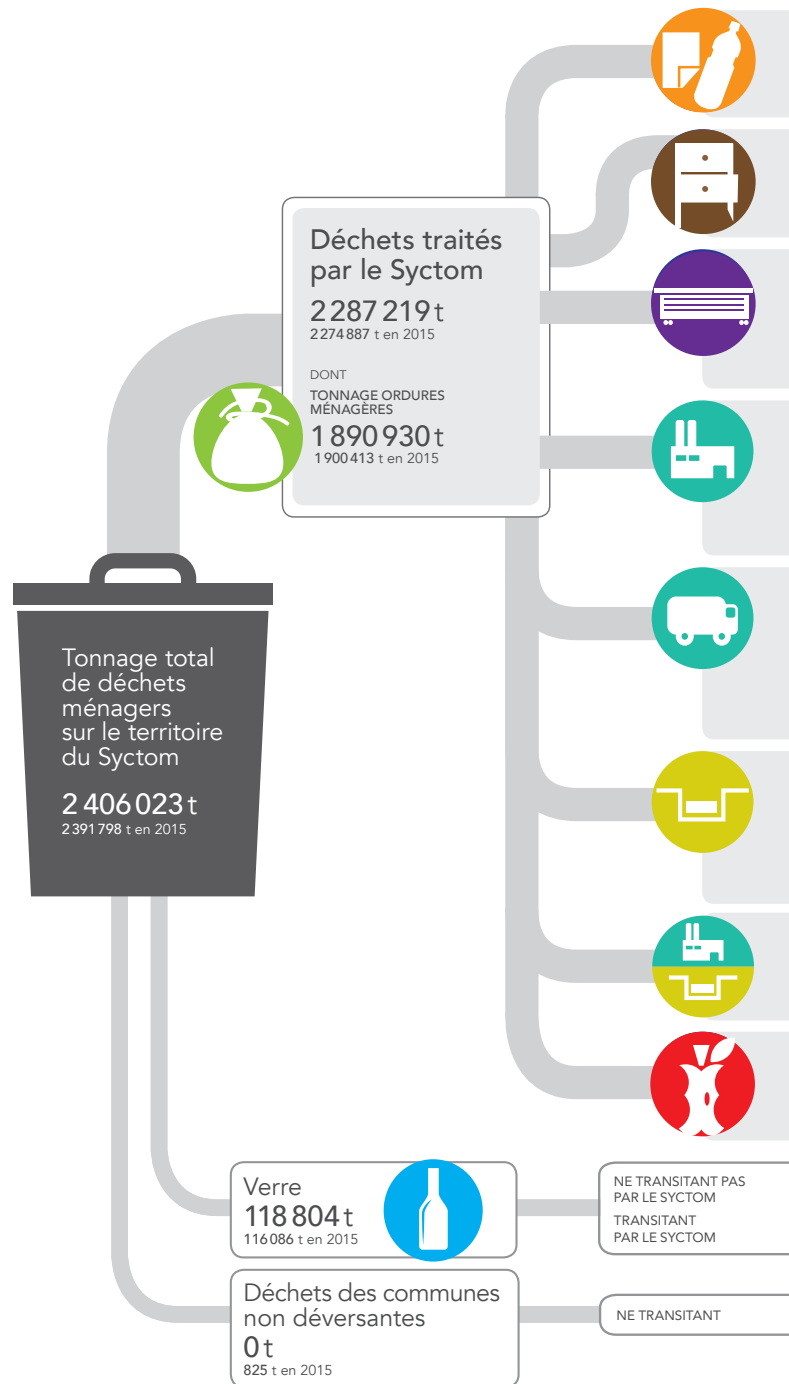 Déchets traités
par le Syctom
2 287 219 t
2 274 887 t en 2015
DONT
TONNAGE ORDURES
MÉNAGÈRES
1 890 930 t
1 900 413 t en 2015
Tonnage total
de déchets
ménagers
sur le territoire
du Syctom
2 406 023 t
2 391 798 t en 2015
Verre
118 804 t
116 086 t en 2015
NE TRANSITANT PAS
PAR LE SYCTOM
TRANSITANT
PAR LE SYCTOM
Déchets des communes
non déversantes
0 t
825 t en 2015
NE TRANSITANT